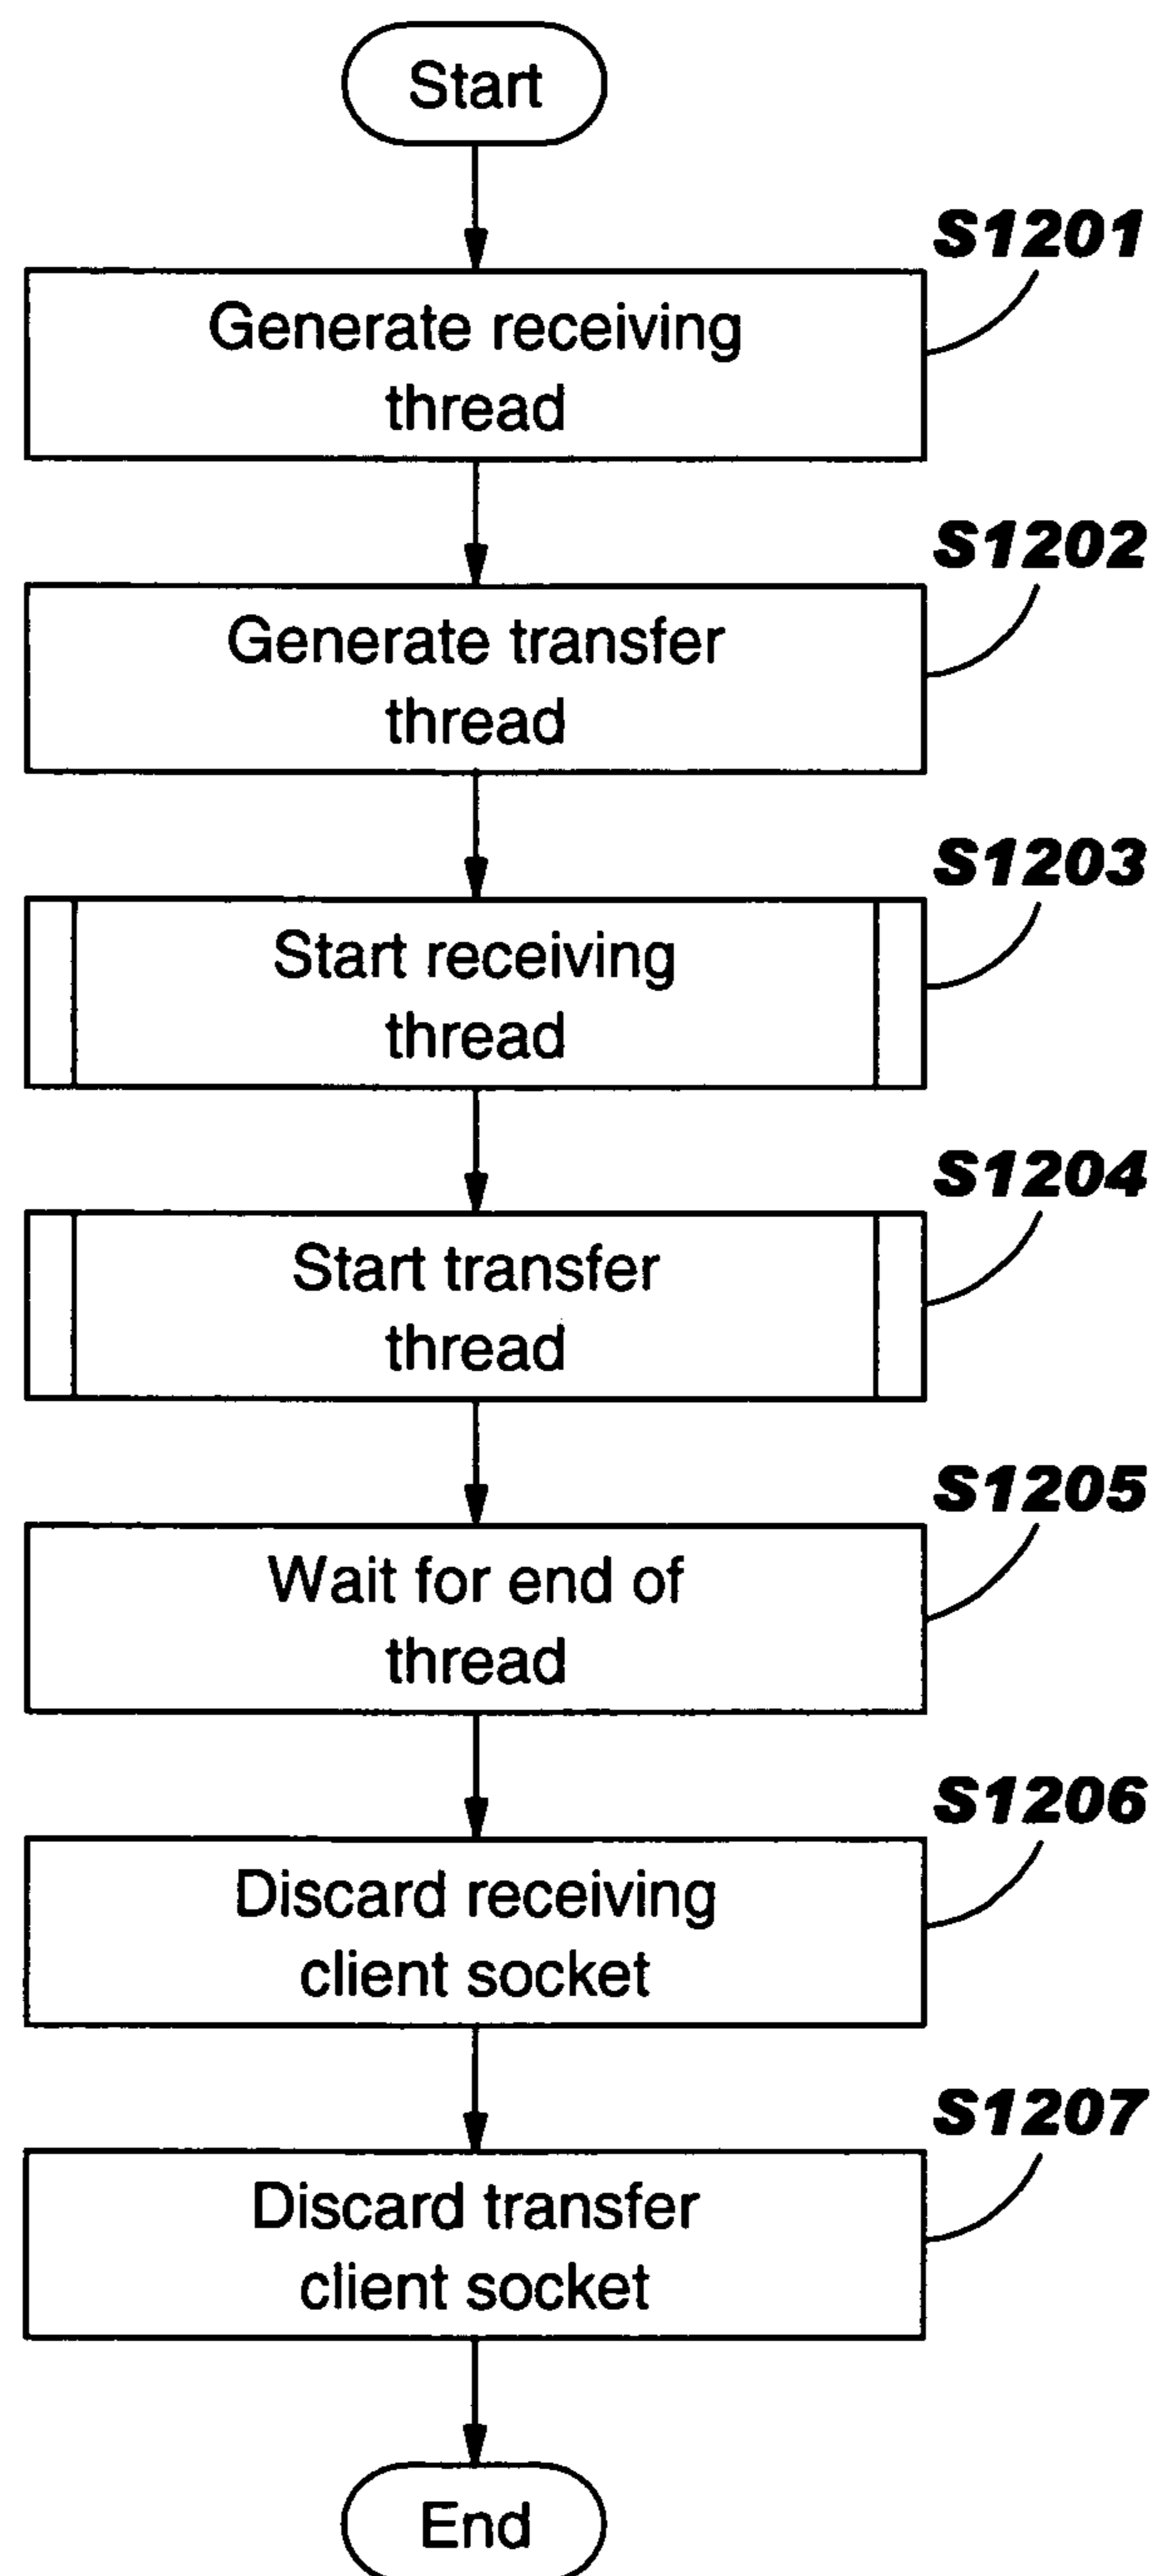 Start
S1201
Generate receiving
thread
S1202
Generate transfer
thread
S1203
Start receiving
thread
S1204
Start transfer
thread
S1205
Wait for end of
thread
S1206
Discard receiving
client socket
S1207
Discard transfer
client socket
End